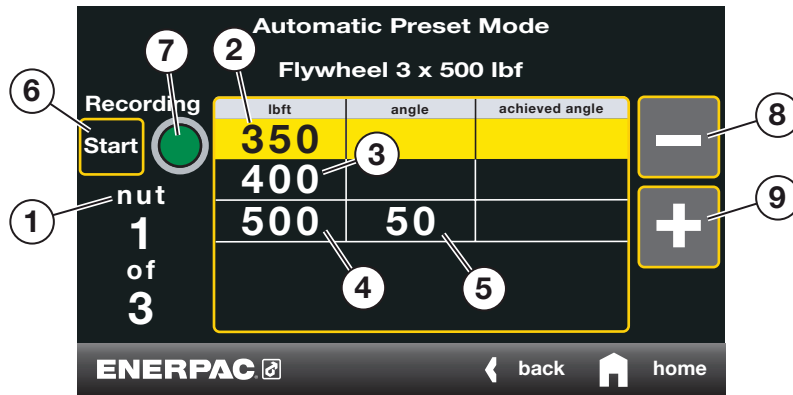 Automatic Preset Mode
Flywheel 3 x 500 lbf
7
2
6
Recording
Start
lbft
angle
achieved angle
350
3
400
500
50
4
5
1
nut
1
of
3
8
9
−
+
ENERPAC.
back
home